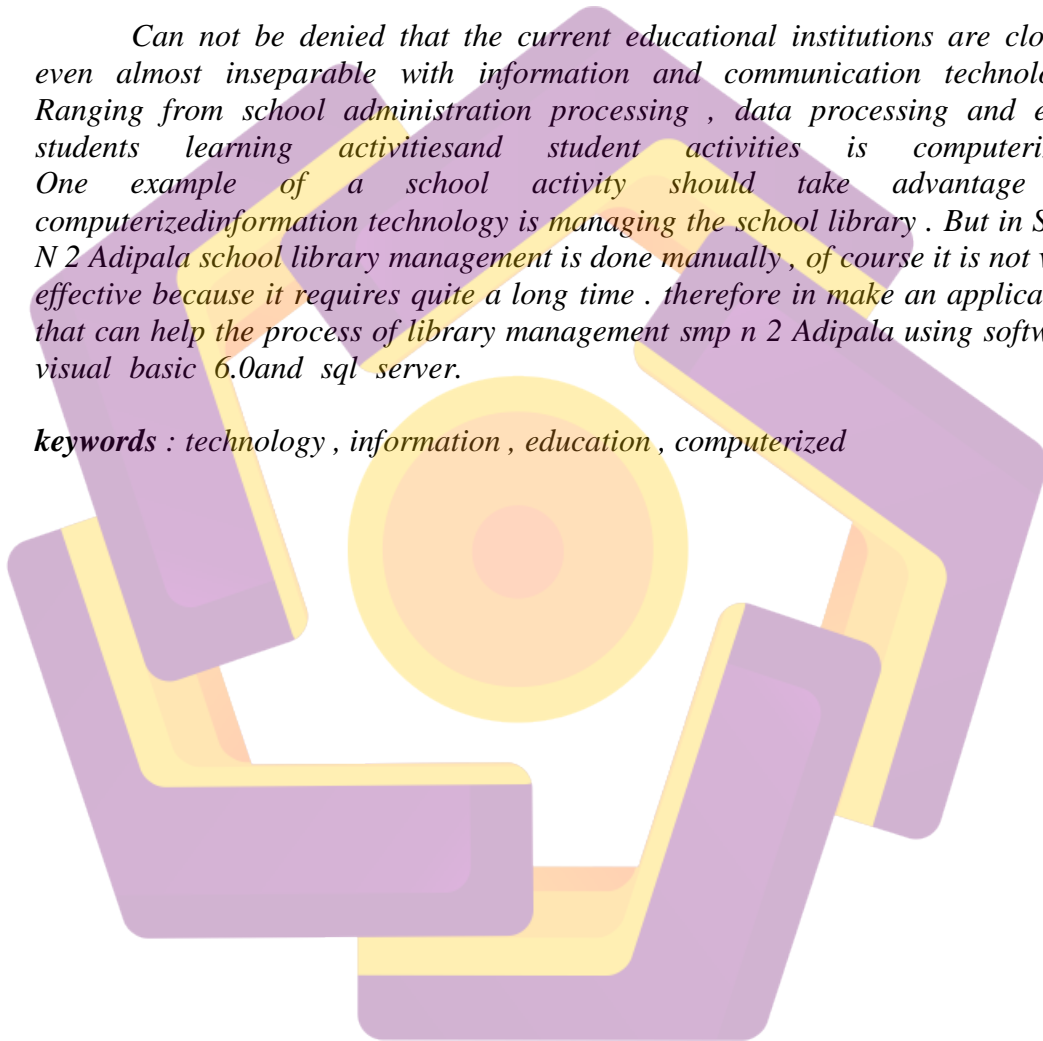 Can not be denied that the current educational institutions are clo
even almost inseparable with information and communication technolo
Ranging from school administration processing , data processing and e
students learning activitiesand student activities is computeri
One example of a school activity should take advantage
computerizedinformation technology is managing the school library . But in S
N 2 Adipala school library management is done manually , of course it is not v
effective because it requires quite a long time . therefore in make an applica
that can help the process of library management smp n 2 Adipala using softw
visual basic 6.0and sql server.
keywords : technology , information , education , computerized